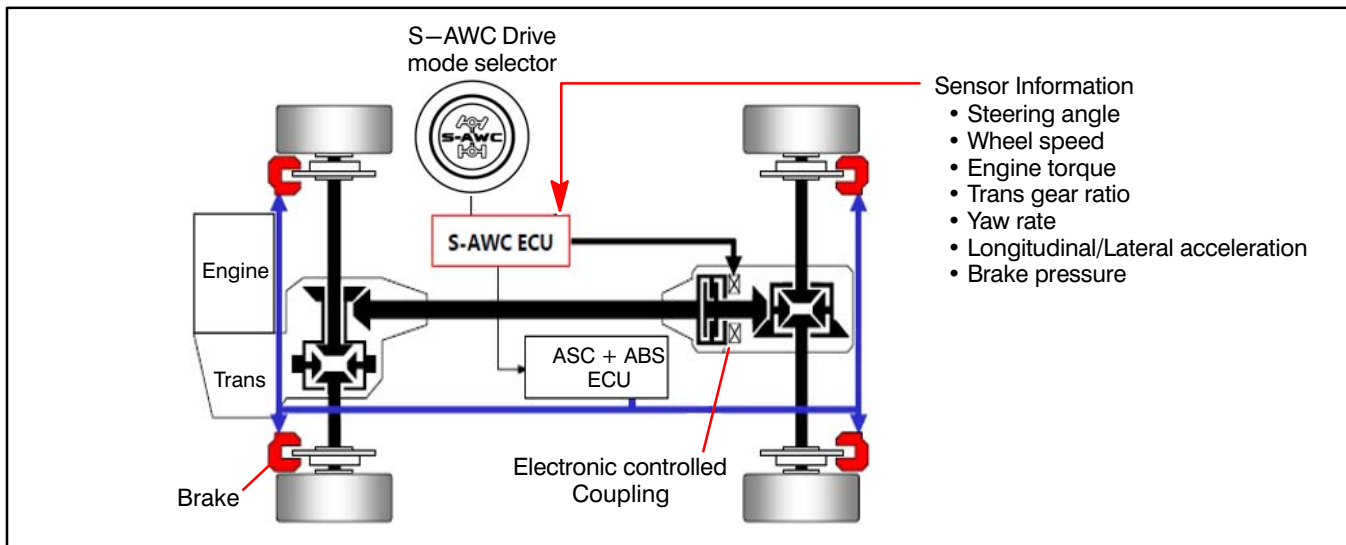 S–AWC Drive
mode selector
S-AWC
Sensor Information
• Steering angle
• Wheel speed
• Engine torque
• Trans gear ratio
• Yaw rate
• Longitudinal/Lateral acceleration
• Brake pressure
S-AWC ECU
Engine
Trans
ASC + ABS
ECU
Electronic controlled
Coupling
Brake